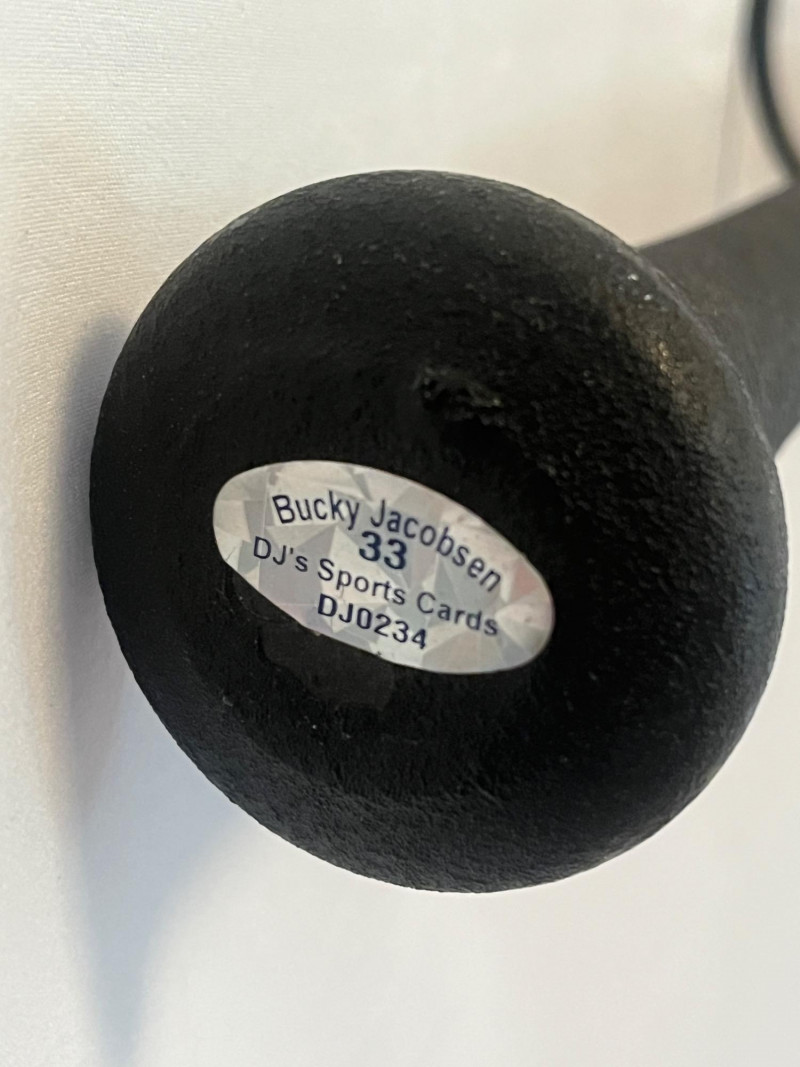 Bucky Jacobsen
33
DJ's Sports Cards
DJ0234